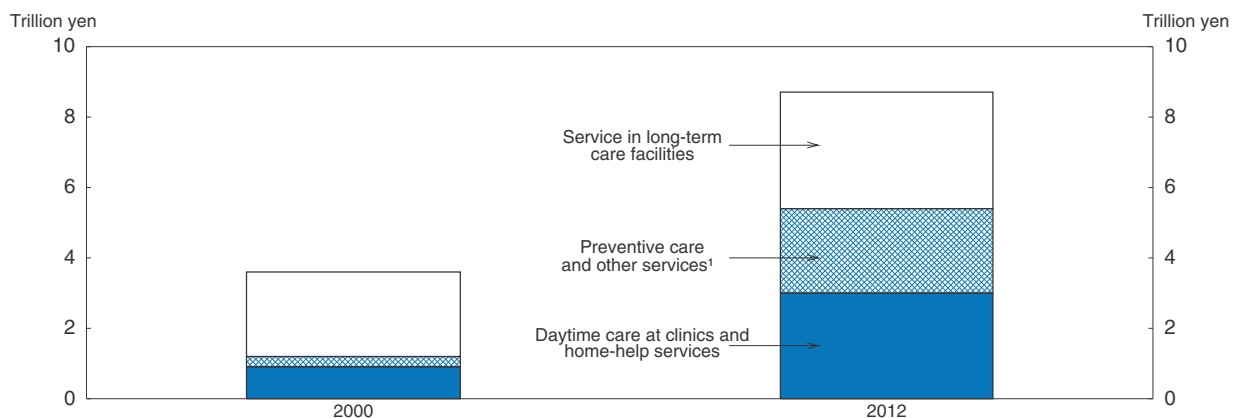 Trillion yen
Trillion yen
10
10
8
8
Service in long-term
care facilities
6
6
Preventive care
and other services¹
4
4
2
2
Daytime care at clinics and
home-help services
0
0
2000
2012